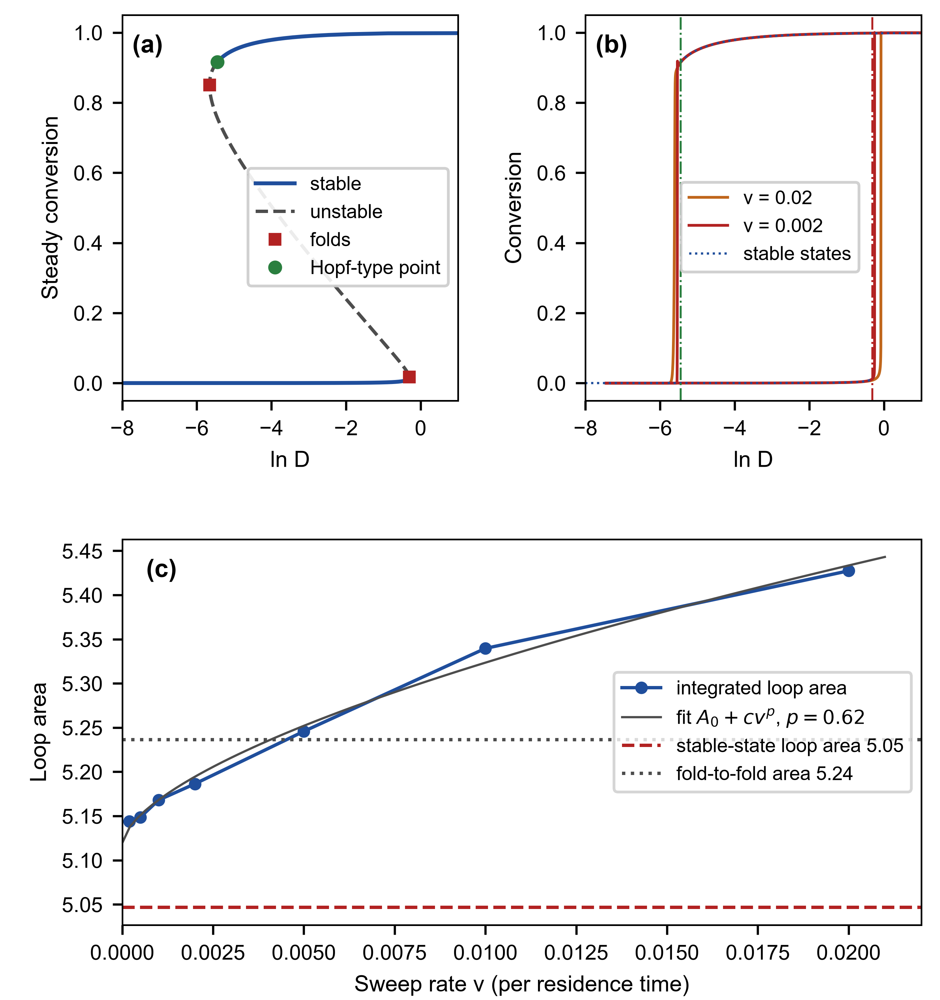 (a)
1.0
0.8
0.6
0.4
0.2
0.0
Steady conversion
stable
unstable
folds
Hopf-type point
−8
−6
−4
−2
0
ln D
(b)
1.0
0.8
0.6
0.4
0.2
0.0
Conversion
v = 0.02
v = 0.002
stable states
−8
−6
−4
−2
0
ln D
(c)
5.45
5.40
5.35
5.30
5.25
5.20
5.15
5.10
5.05
Loop area
integrated loop area
fit A₀ + cvᵖ, p = 0.62
stable-state loop area 5.05
fold-to-fold area 5.24
0.0000
0.0025
0.0050
0.0075
0.0100
0.0125
0.0150
0.0175
0.0200
Sweep rate v (per residence time)